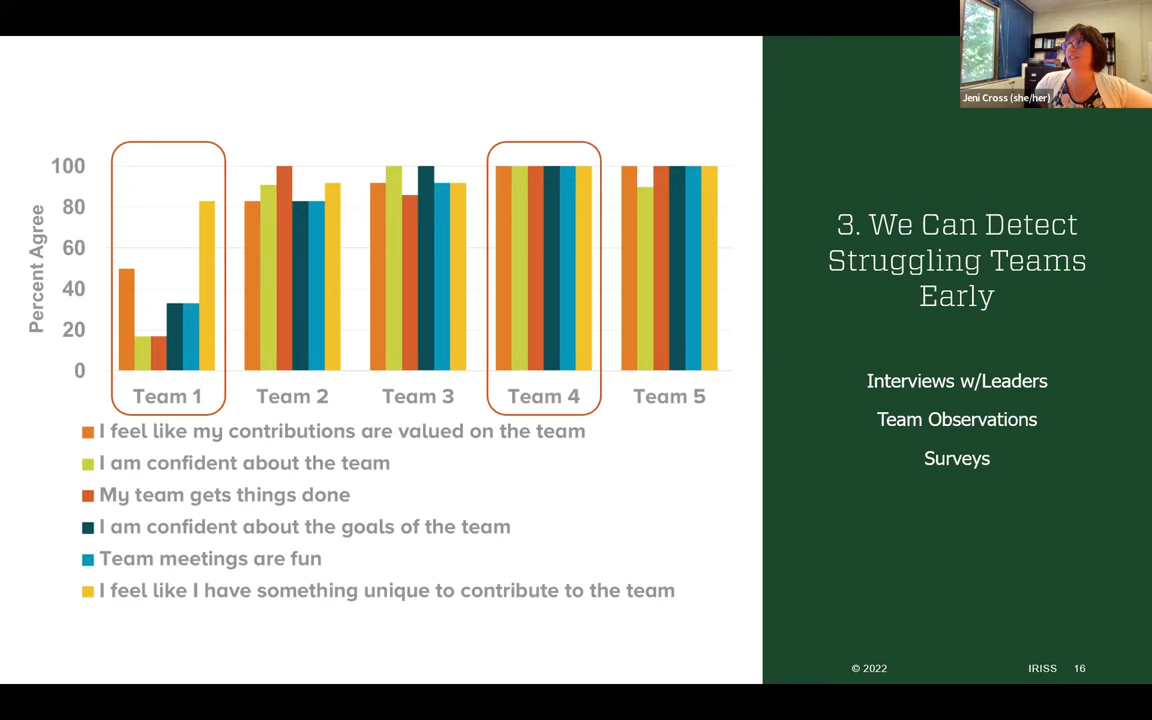 Jeni Cross (she/her)
Percent Agree
100
80
60
40
20
0
Team 1
Team 2
Team 3
Team 4
Team 5
I feel like my contributions are valued on the team
I am confident about the team
My team gets things done
I am confident about the goals of the team
Team meetings are fun
I feel like I have something unique to contribute to the team
3. We Can Detect
Struggling Teams
Early
Interviews w/Leaders
Team Observations
Surveys
© 2022
IRISS
16